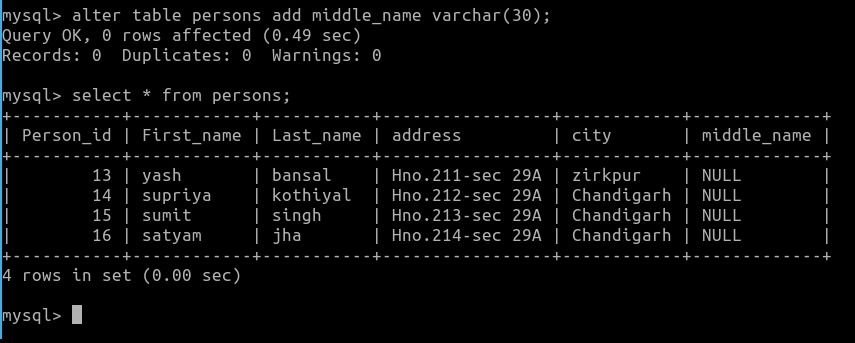 mysql> alter table persons add middle_name varchar(30);
Query OK, 0 rows affected (0.49 sec)
Records: 0  Duplicates: 0  Warnings: 0

mysql> select * from persons;
+-----------+------------+-----------+-----------------+------------+-------------+
| Person_id | First_name | Last_name | address         | city       | middle_name |
+-----------+------------+-----------+-----------------+------------+-------------+
|        13 | yash       | bansal    | Hno.211-sec 29A | zirkpur    | NULL        |
|        14 | supriya    | kothiyal  | Hno.212-sec 29A | Chandigarh | NULL        |
|        15 | sumit      | singh     | Hno.213-sec 29A | Chandigarh | NULL        |
|        16 | satyam     | jha       | Hno.214-sec 29A | Chandigarh | NULL        |
+-----------+------------+-----------+-----------------+------------+-------------+
4 rows in set (0.00 sec)

mysql>